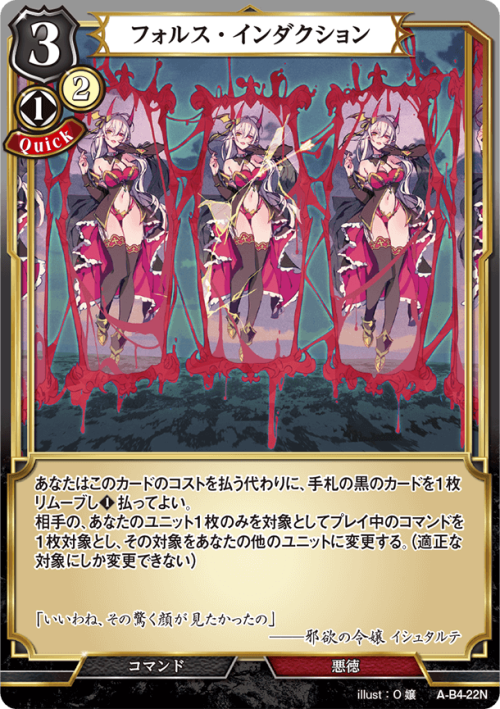 3
フォルス・インダクション
2
1
Quick
あなたはこのカードのコストを払う代わりに、手札の黒のカードを1枚
リムーブし❶払ってよい。
相手の、あなたのユニット1枚のみを対象としてプレイ中のコマンドを
1枚対象とし、その対象をあなたの他のユニットに変更する。(適正な
対象にしか変更できない)
「いいわね、その驚く顔が見たかったの」
――邪欲の令嬢 イシュタルテ
コマンド
悪徳
illust:O嬢 A-B4-22N